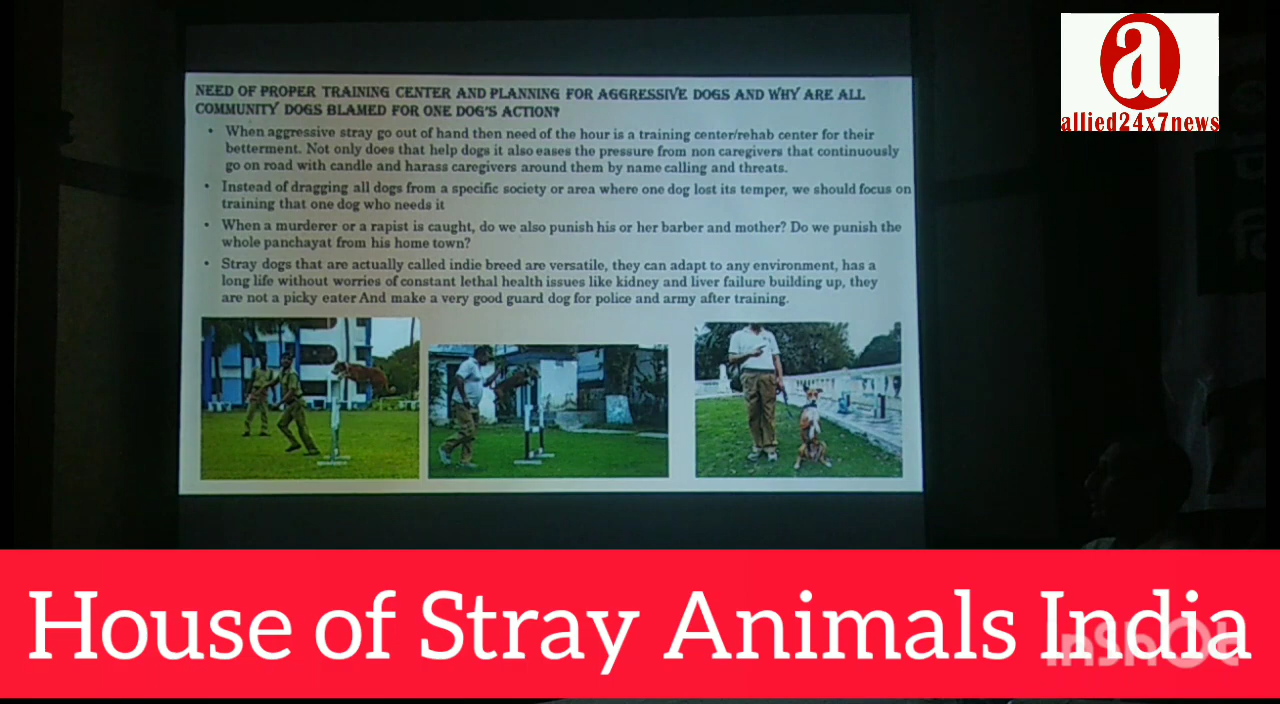 a
allied24x7news
NEED OF PROPER TRAINING CENTER AND PLANNING FOR AGGRESSIVE DOGS AND WHY ARE ALL
COMMUNITY DOGS BLAMED FOR ONE DOG'S ACTION?
• When aggressive stray go out of hand then need of the hour is a training center/rehab center for their
betterment. Not only does that help dogs it also eases the pressure from non caregivers that continuously
go on road with candle and harass caregivers around them by name calling and threats.
• Instead of dragging all dogs from a specific society or area where one dog lost its temper, we should focus on
training that one dog who needs it
• When a murderer or a rapist is caught, do we also punish his or her barber and mother? Do we punish the
whole panchayat from his home town?
• Stray dogs that are actually called indie breed are versatile, they can adapt to any environment, has a
long life without worries of constant lethal health issues like kidney and liver failure building up, they
are not a picky eater And make a very good guard dog for police and army after training.
House of Stray Animals India
InShOt